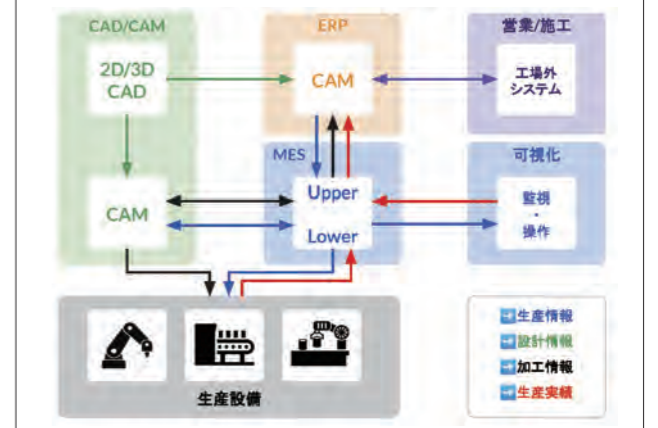 CAD/CAM
2D/3D
CAD
CAM
ERP
CAM
営業/施工
工場外
システム
MES
Upper
Lower
可視化
監視
・
操作
生産設備
生産情報
設計情報
加工情報
生産実績